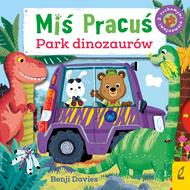 Miś Pracuś
Park dinozaurów
Benji Davies